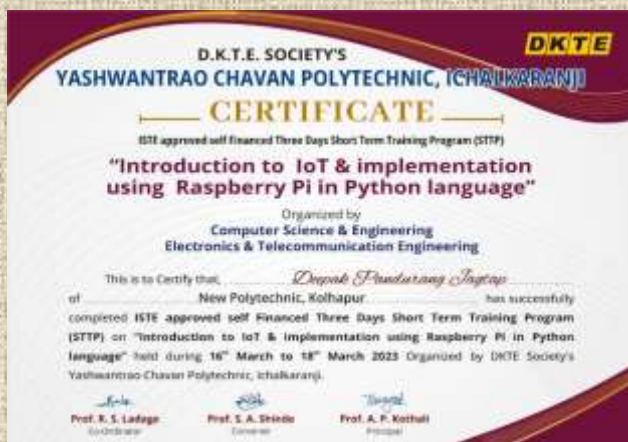 DKTE
D.K.T.E. SOCIETY'S
YASHWANTRAO CHAVAN POLYTECHNIC, ICHALKARANJI
CERTIFICATE
ISTE approved self Financed Three Days Short Term Training Program (STTP)
"Introduction to IoT & implementation
using Raspberry Pi in Python language"
Organized by
Computer Science & Engineering
Electronics & Telecommunication Engineering
This is to Certify that, Deepak Pandurang Jagtap
of New Polytechnic, Kolhapur has successfully
completed ISTE approved self Financed Three Days Short Term Training Program
(STTP) on "Introduction to IoT & implementation using Raspberry Pi in Python
language" held during 16th March to 18th March 2023 Organized by DKTE Society's
Yashwantrao Chavan Polytechnic, Ichalkaranji.
Prof. R. S. Ladage Prof. S. A. Shinde Prof. A. P. Kothali
Co-Ordinator Convener Principal